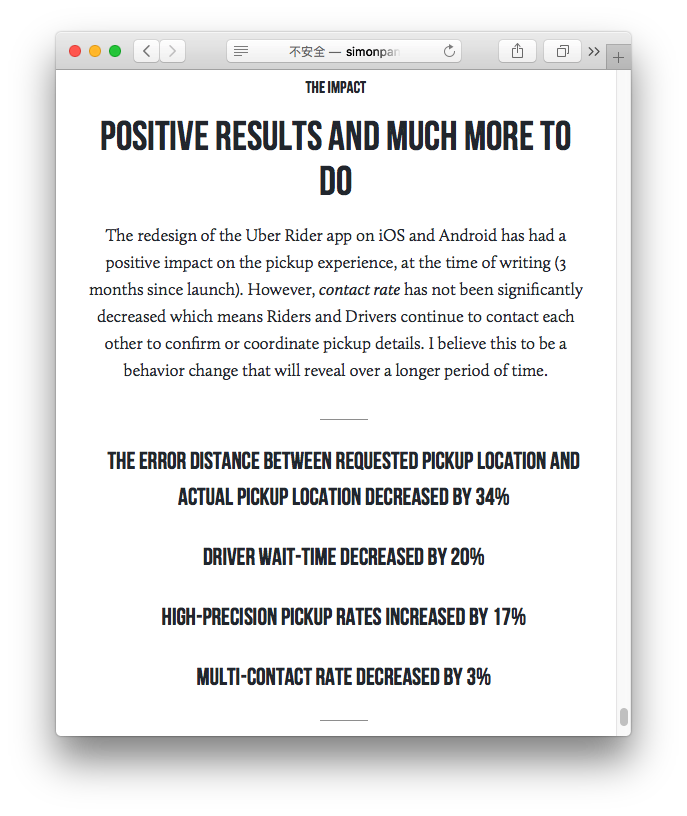 不安全 — simonpan
THE IMPACT
POSITIVE RESULTS AND MUCH MORE TO
DO
The redesign of the Uber Rider app on iOS and Android has had a
positive impact on the pickup experience, at the time of writing (3
months since launch). However, contact rate has not been significantly
decreased which means Riders and Drivers continue to contact each
other to confirm or coordinate pickup details. I believe this to be a
behavior change that will reveal over a longer period of time.
THE ERROR DISTANCE BETWEEN REQUESTED PICKUP LOCATION AND
ACTUAL PICKUP LOCATION DECREASED BY 34%
DRIVER WAIT-TIME DECREASED BY 20%
HIGH-PRECISION PICKUP RATES INCREASED BY 17%
MULTI-CONTACT RATE DECREASED BY 3%